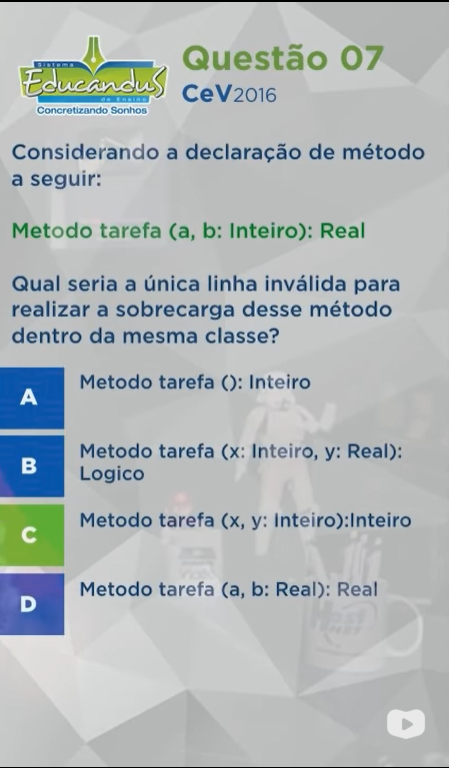 Sistema
Educandus
de Ensino
Concretizando Sonhos
Questão 07
CeV2016
Considerando a declaração de método
a seguir:
Metodo tarefa (a, b: Inteiro): Real
Qual seria a única linha inválida para
realizar a sobrecarga desse método
dentro da mesma classe?
A
Metodo tarefa (): Inteiro
B
Metodo tarefa (x: Inteiro, y: Real):
Logico
C
Metodo tarefa (x, y: Inteiro):Inteiro
D
Metodo tarefa (a, b: Real): Real